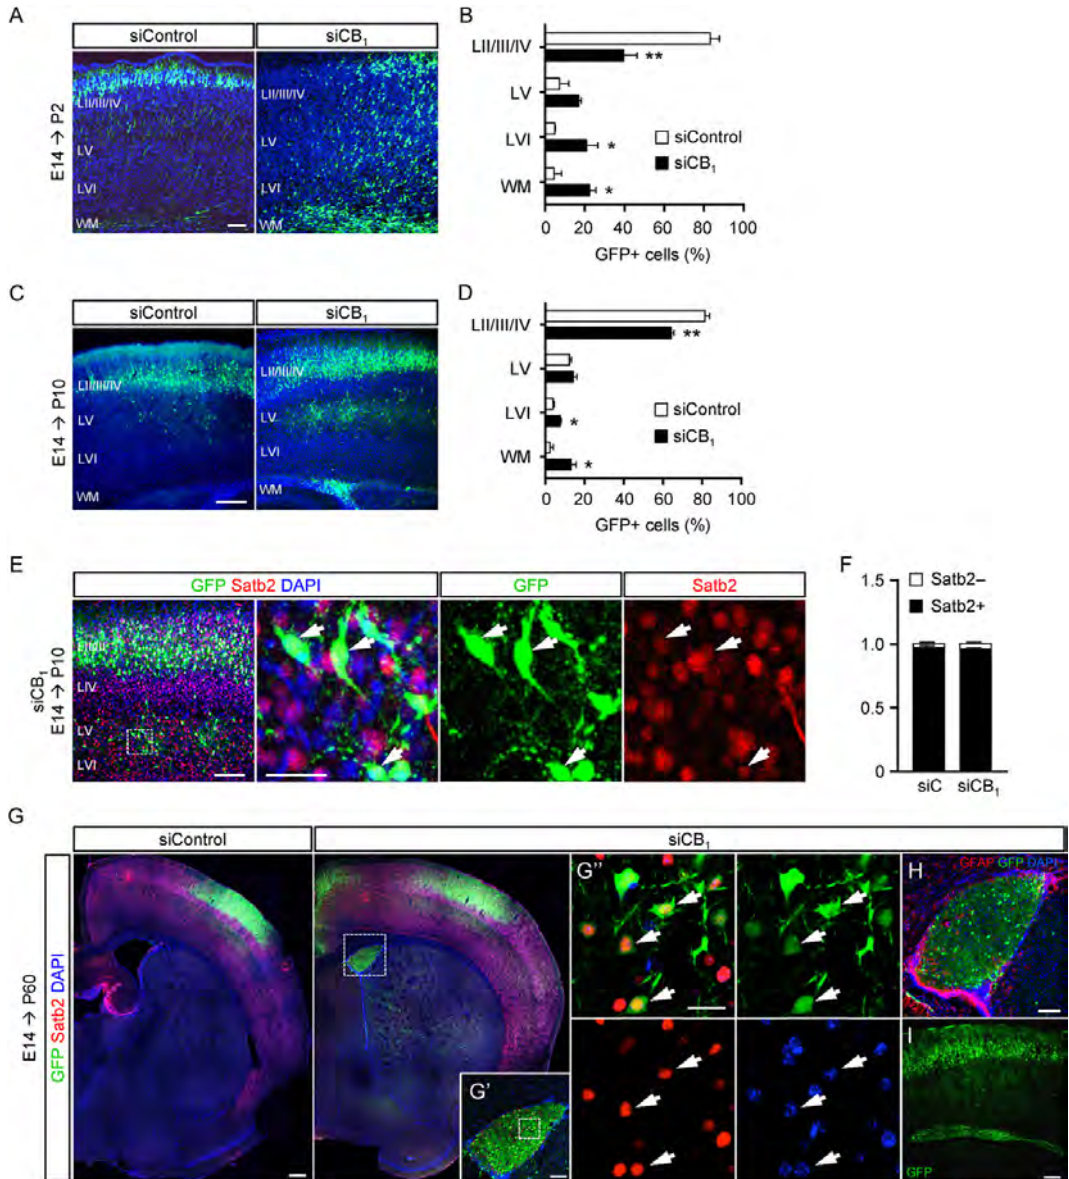 A
siControl
siCB₁
E14 → P2
LII/III/IV
LV
LVI
WM
LII/III/IV
LV
LVI
WM
B
LII/III/IV
**
LV
LVI
*
WM
*
siControl
siCB₁
0 20 40 60 80 100
GFP+ cells (%)
C
siControl
siCB₁
E14 → P10
LII/III/IV
LV
LVI
WM
LII/III/IV
LV
LVI
WM
D
LII/III/IV
**
LV
LVI
*
WM
*
siControl
siCB₁
0 20 40 60 80 100
GFP+ cells (%)
E
GFP Satb2 DAPI
GFP
Satb2
siCB₁
E14 → P10
LIV
LV
LVI
F
1.5
1.0
0.5
0
Satb2–
Satb2+
siC siCB₁
G
siControl
siCB₁
E14 → P60
GFP Satb2 DAPI
G'
G''
H
GFAP GFP DAPI
I
GFP